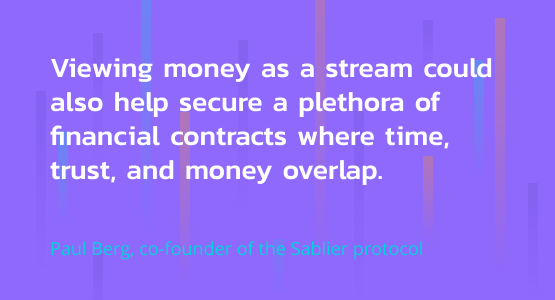 Viewing money as a stream could
also help secure a plethora of
financial contracts where time,
trust, and money overlap.
Paul Berg, co-founder of the Sablier protocol